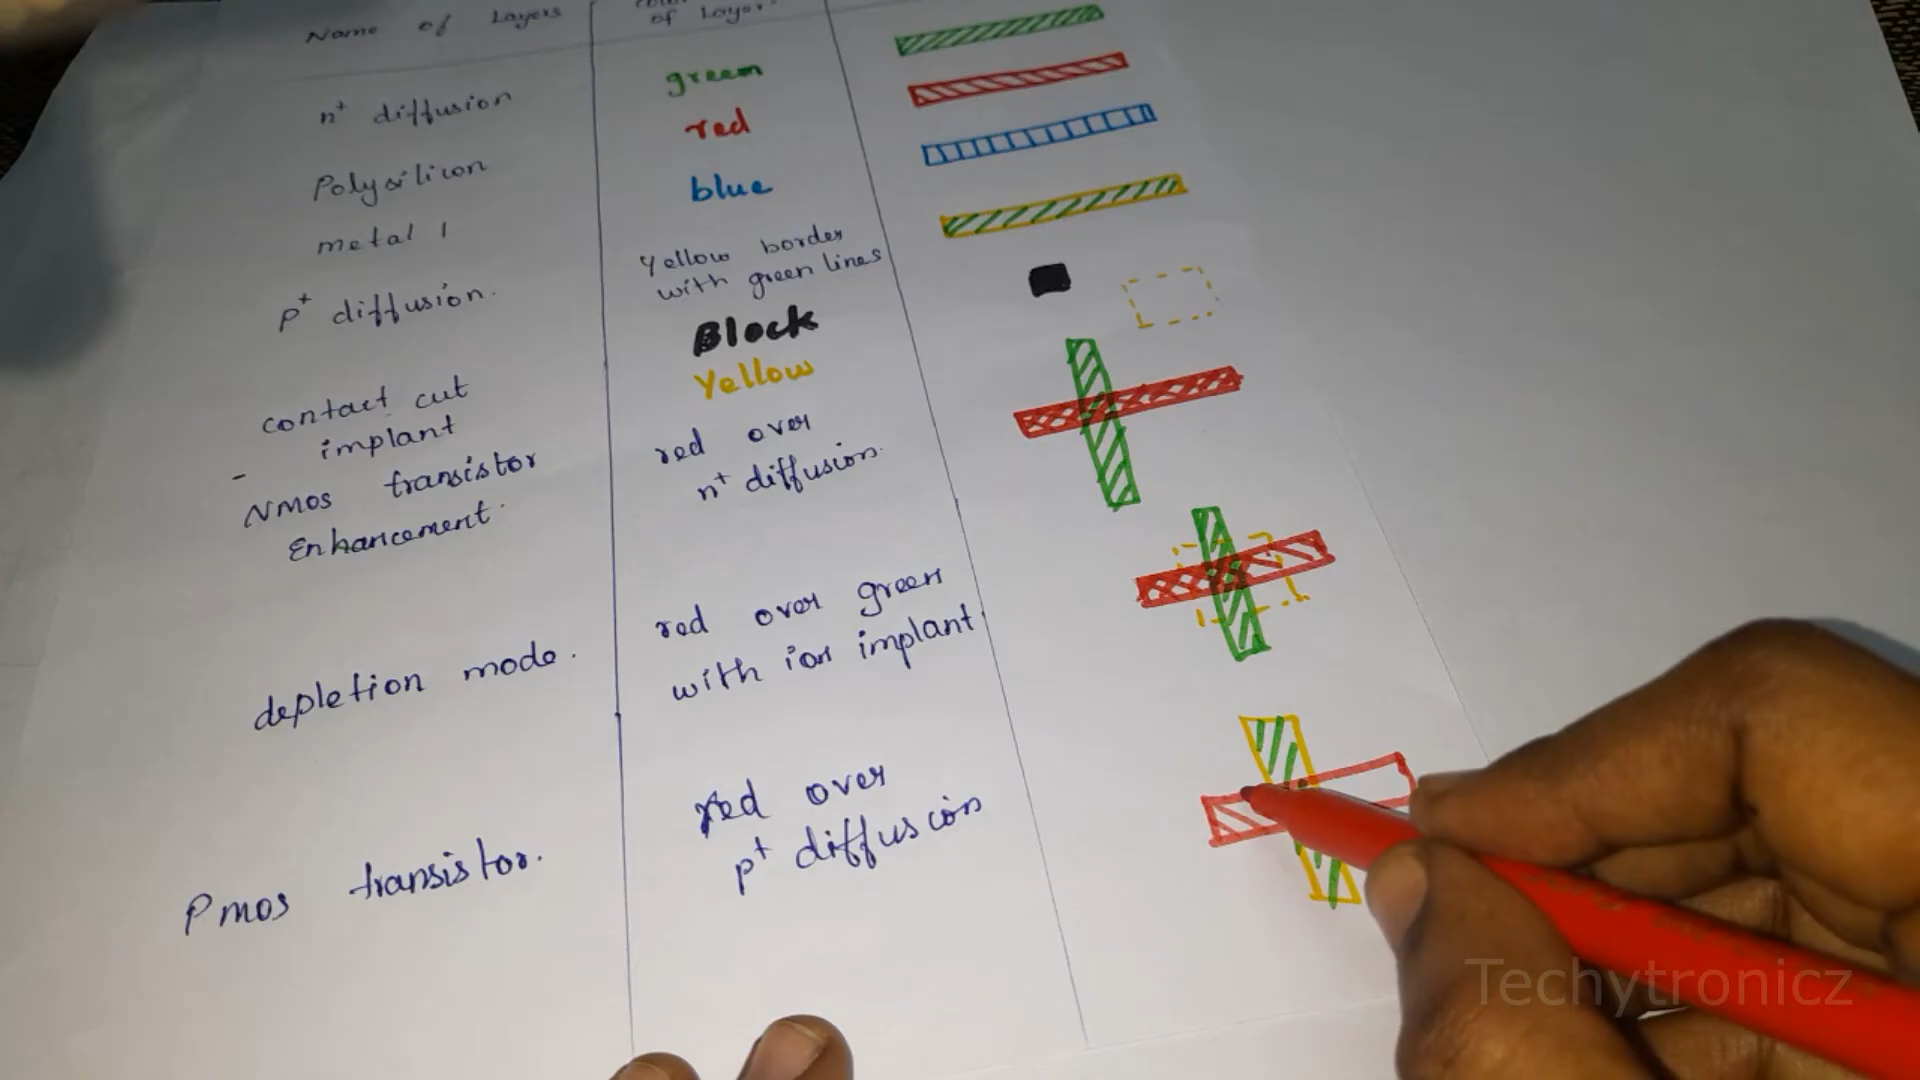 Name of Layers
of Layer.
n+ diffusion
green
Polysilicon
red
metal 1
blue
p+ diffusion.
Yellow border
with green lines
contact cut
Block
implant
Yellow
NMOS transistor
Enhancement.
red over
n+ diffusion.
depletion mode.
red over green
with ion implant.
Pmos transistor.
red over
p+ diffusion
Techytronicz